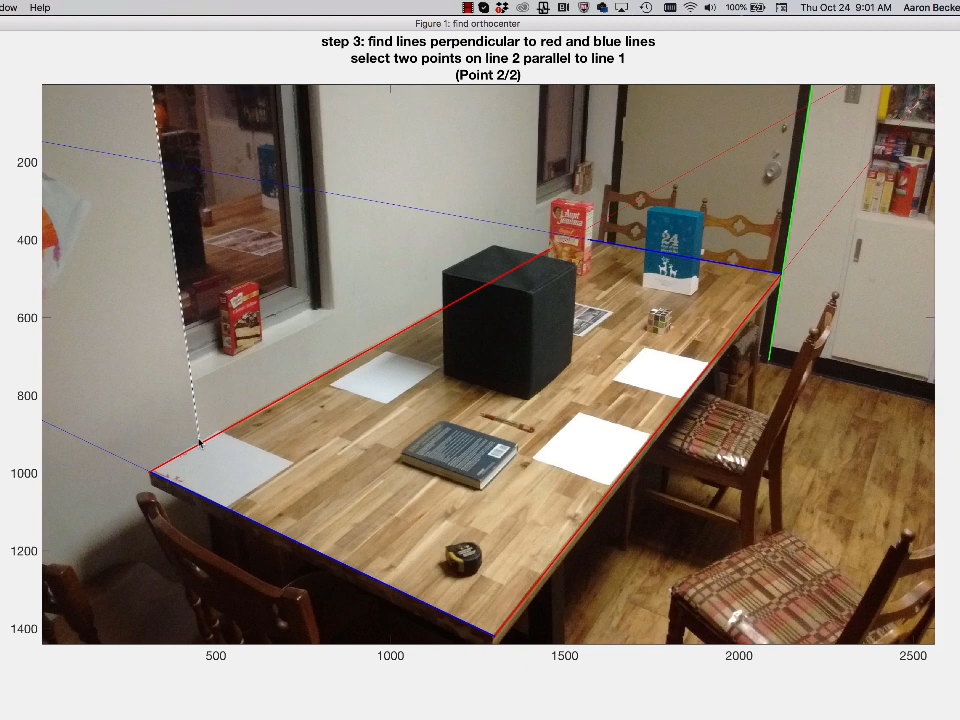 dow Help
100% Thu Oct 24 9:01 AM Aaron Becke
Figure 1: find orthocenter
step 3: find lines perpendicular to red and blue lines
select two points on line 2 parallel to line 1
(Point 2/2)
200
400
600
800
1000
1200
1400
500 1000 1500 2000 2500
Aunt
Jemima
24